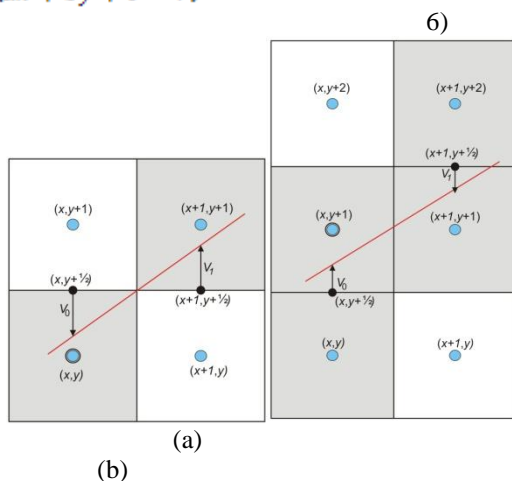 6)
(x,y+1) (x+1,y+1)
(x,y+½)
V₀
V₁
(x+1,y+½)
(x,y) (x+1,y)
(a)
(x,y+2) (x+1,y+2)
(x+1,y+½)
V₁
(x,y+1) (x+1,y+1)
V₀
(x,y+½)
(x,y) (x+1,y)
(b)